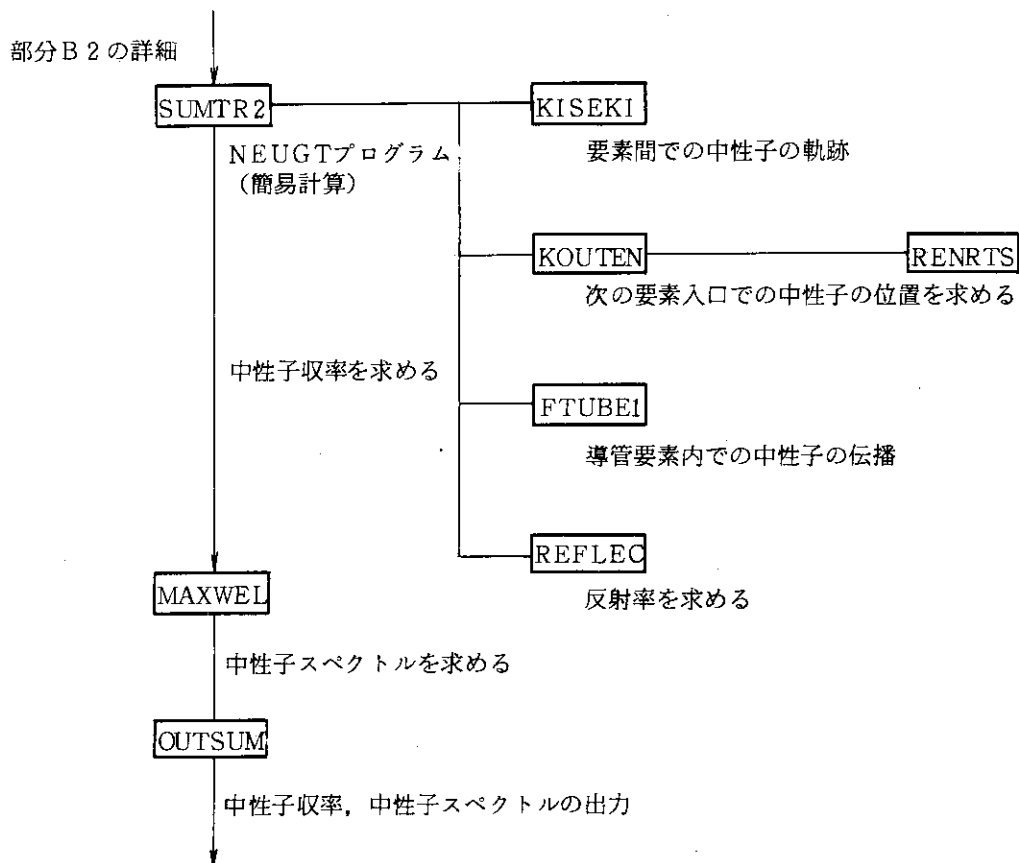 部分B2の詳細
SUMTR2
KISEKI
NEUGTプログラム
(簡易計算)
要素間での中性子の軌跡
KOUTEN
RENRTS
次の要素入口での中性子の位置を求める
中性子収率を求める
FTUBE1
導管要素内での中性子の伝播
REFLEC
反射率を求める
MAXWEL
中性子スペクトルを求める
OUTSUM
中性子収率,中性子スペクトルの出力